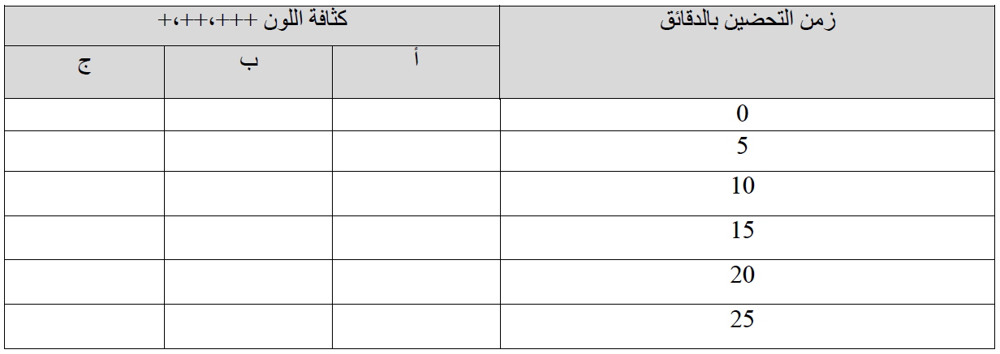 زمن التحضين بالدقائق
كثافة اللون +++،++،+
أ ب ج
0
5
10
15
20
25